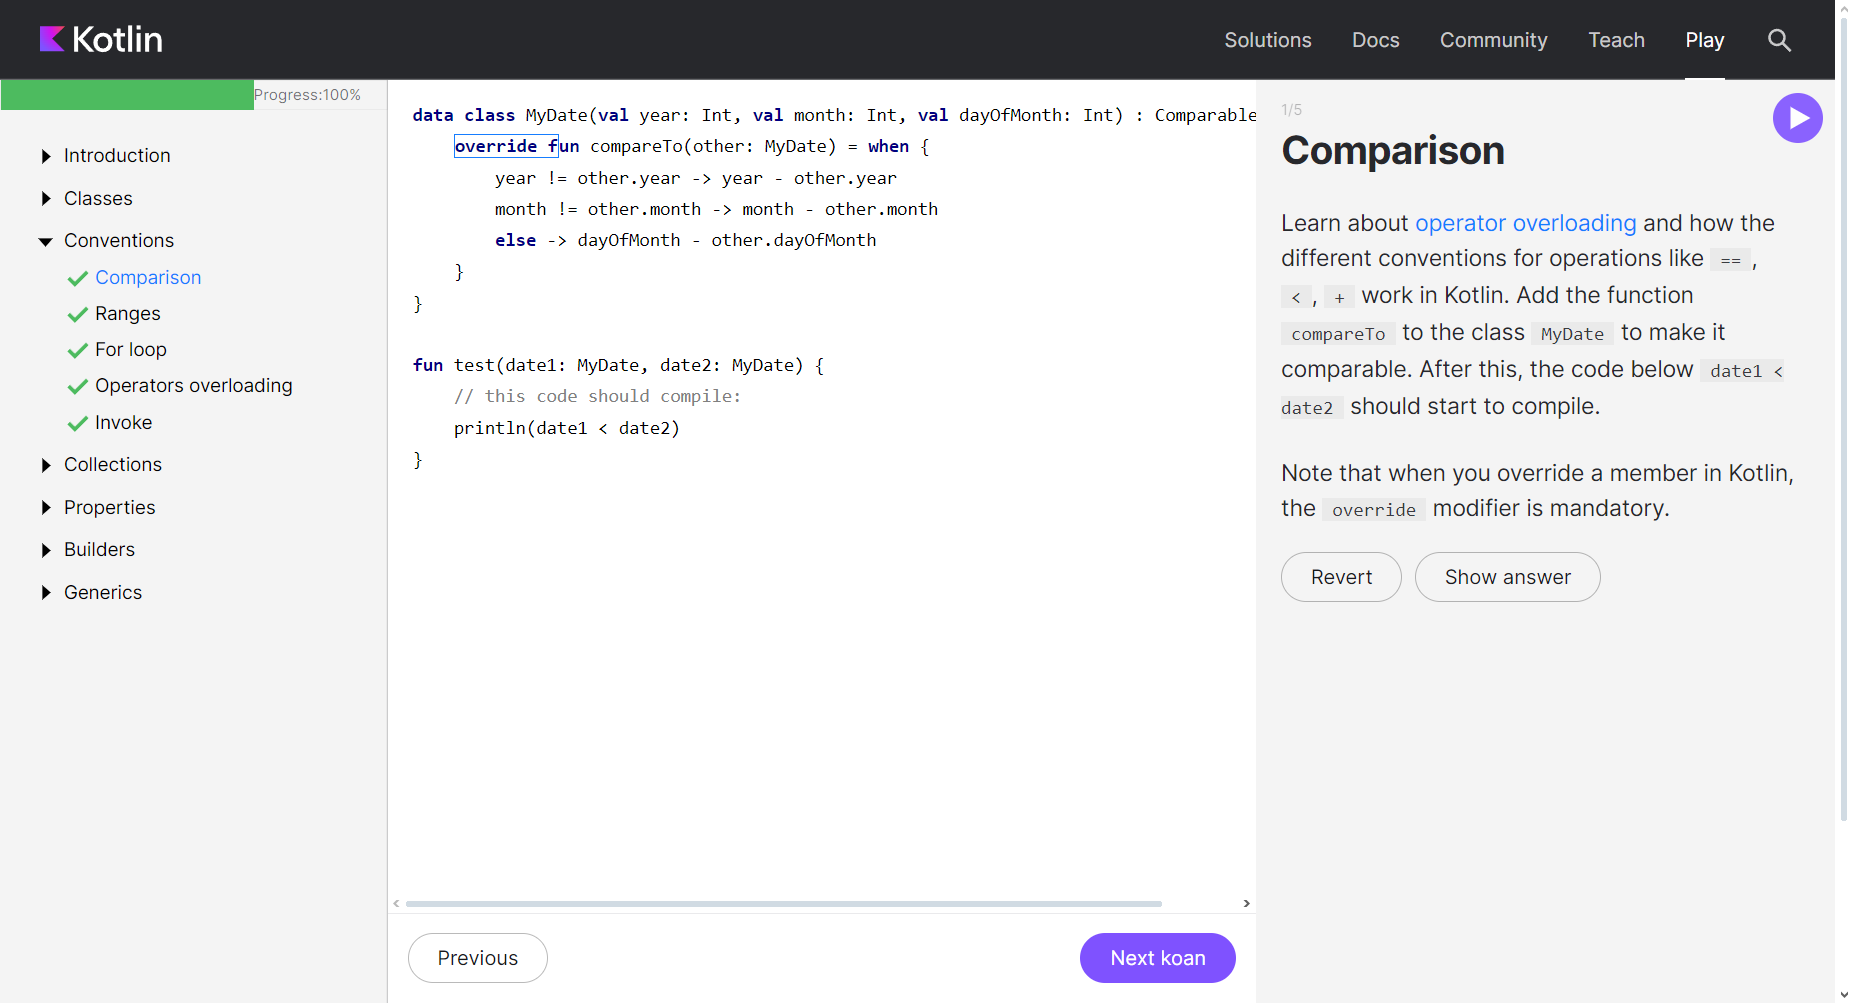 Kotlin
Solutions
Docs
Community
Teach
Play
Progress:100%
Introduction
Classes
Conventions
Comparison
Ranges
For loop
Operators overloading
Invoke
Collections
Properties
Builders
Generics
data class MyDate(val year: Int, val month: Int, val dayOfMonth: Int) : Comparable
override fun compareTo(other: MyDate) = when {
year != other.year -> year - other.year
month != other.month -> month - other.month
else -> dayOfMonth - other.dayOfMonth
}
}
fun test(date1: MyDate, date2: MyDate) {
// this code should compile:
println(date1 < date2)
}
Previous
Next koan
1/5
Comparison
Learn about operator overloading and how the
different conventions for operations like == ,
< , + work in Kotlin. Add the function
compareTo to the class MyDate to make it
comparable. After this, the code below date1 <
date2 should start to compile.
Note that when you override a member in Kotlin,
the override modifier is mandatory.
Revert
Show answer